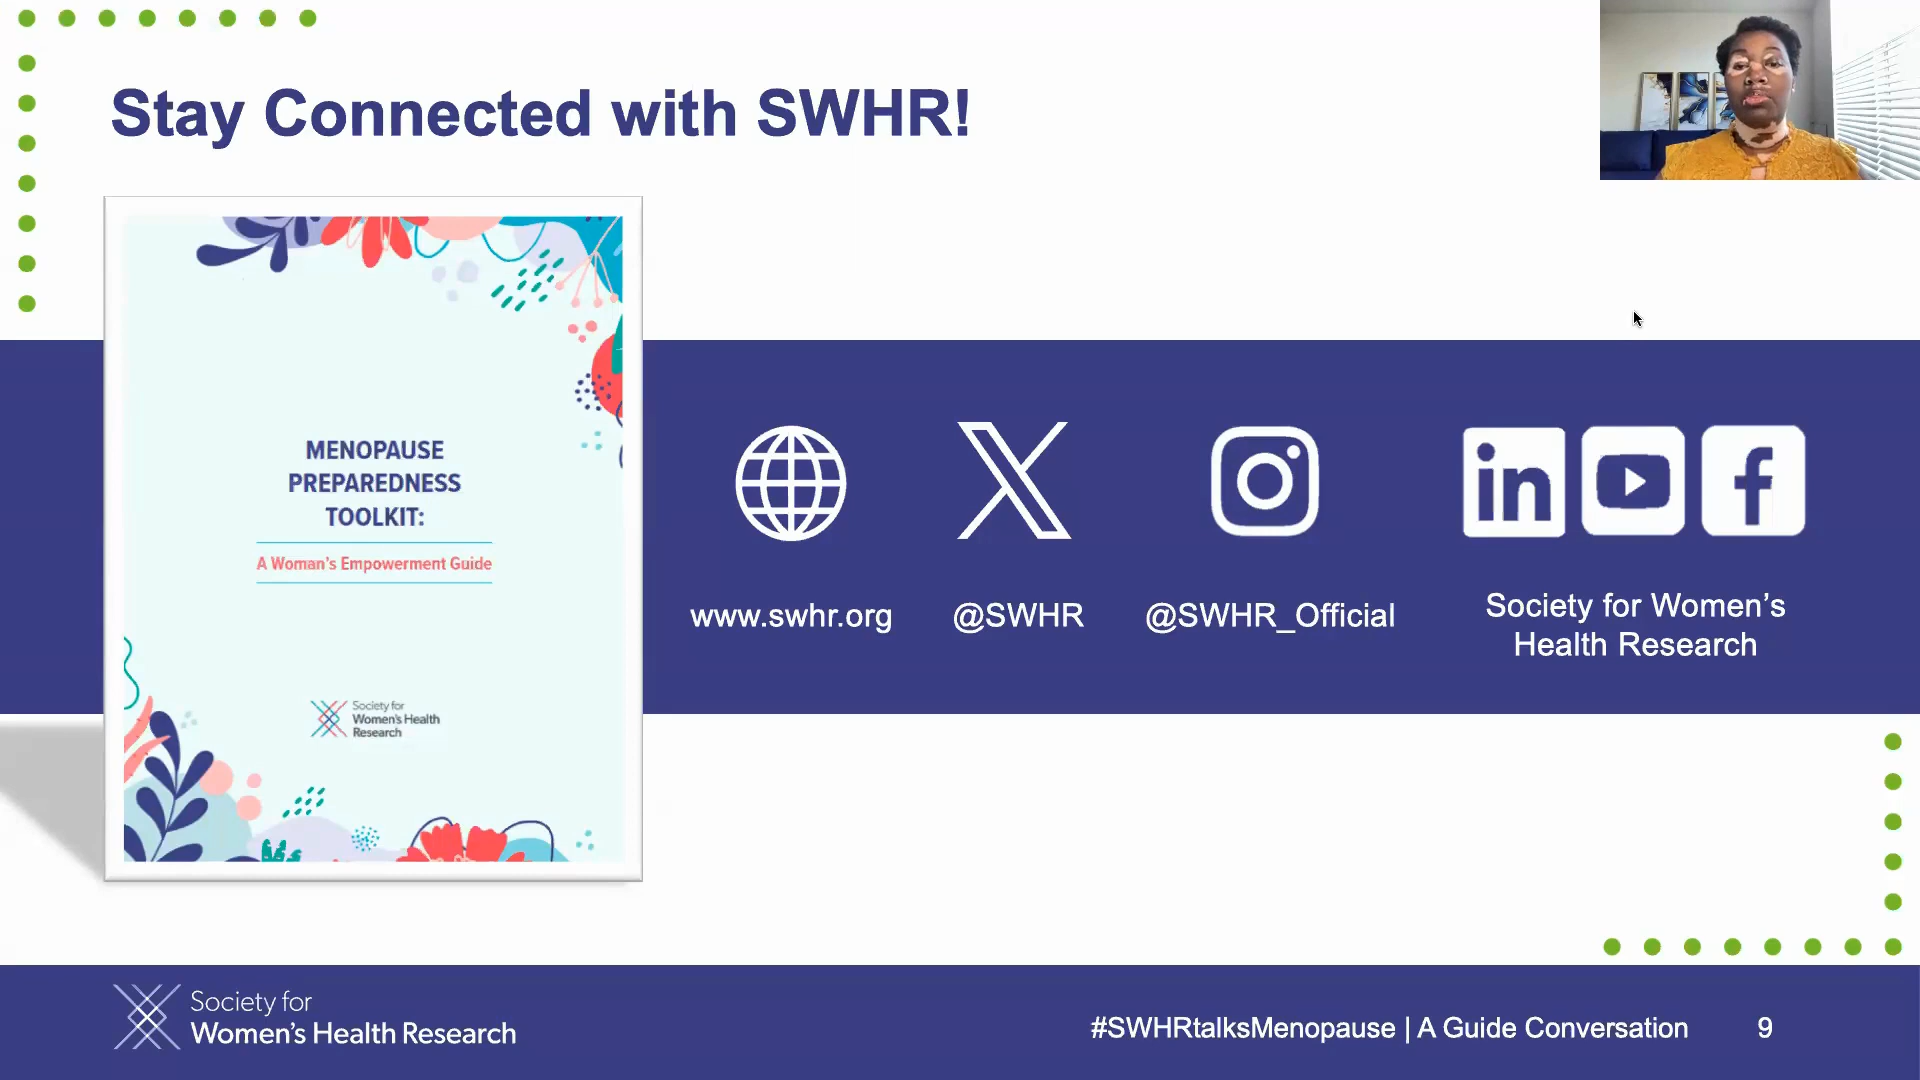 Stay Connected with SWHR!
MENOPAUSE
PREPAREDNESS
TOOLKIT:
A Woman's Empowerment Guide
Society for
Women's Health
Research
www.swhr.org
@SWHR
@SWHR_Official
in
f
Society for Women's
Health Research
Society for
Women's Health Research
#SWHRtalksMenopause | A Guide Conversation
9